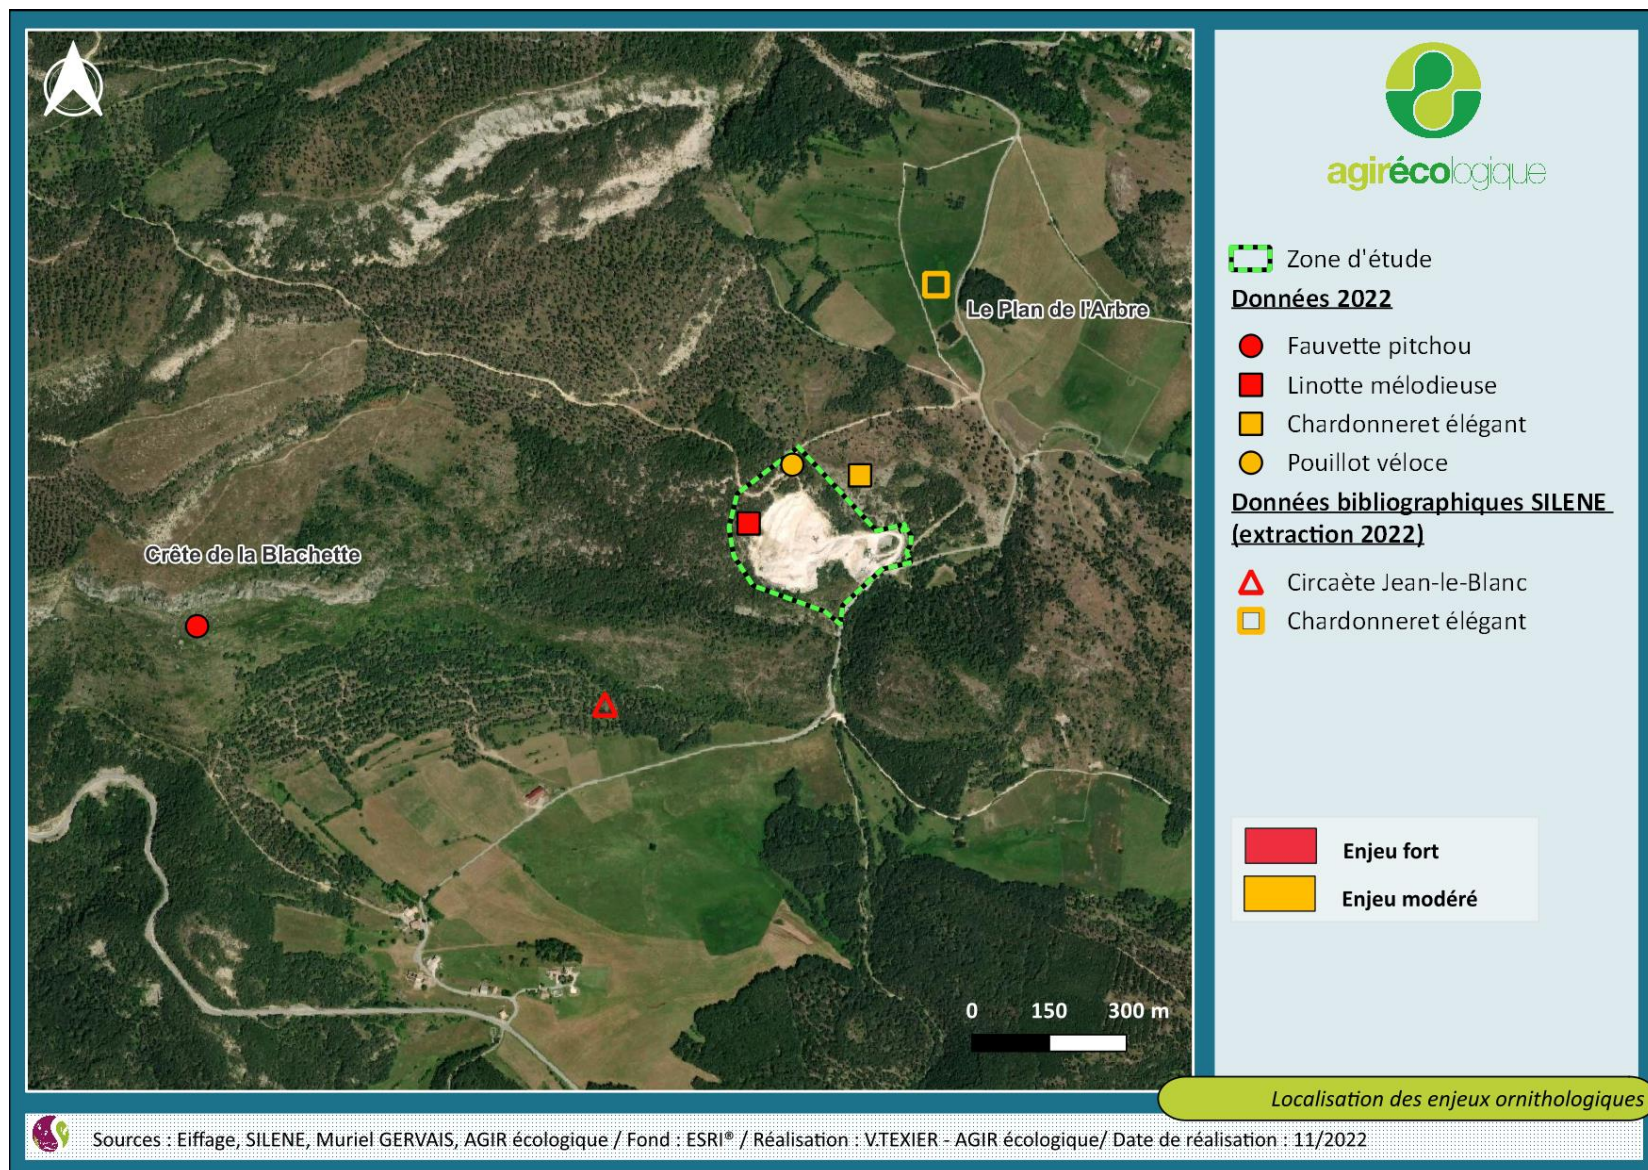 agirécologique
Zone d'étude
Données 2022
Fauvette pitchou
Linotte mélodieuse
Chardonneret élégant
Pouillot véloce
Données bibliographiques SILENE
(extraction 2022)
Circaète Jean-le-Blanc
Chardonneret élégant
Enjeu fort
Enjeu modéré
Le Plan de l'Arbre
Crête de la Blachette
0 150 300 m
Localisation des enjeux ornithologiques
Sources : Eiffage, SILENE, Muriel GERVAIS, AGIR écologique / Fond : ESRI® / Réalisation : V.TEXIER - AGIR écologique/ Date de réalisation : 11/2022